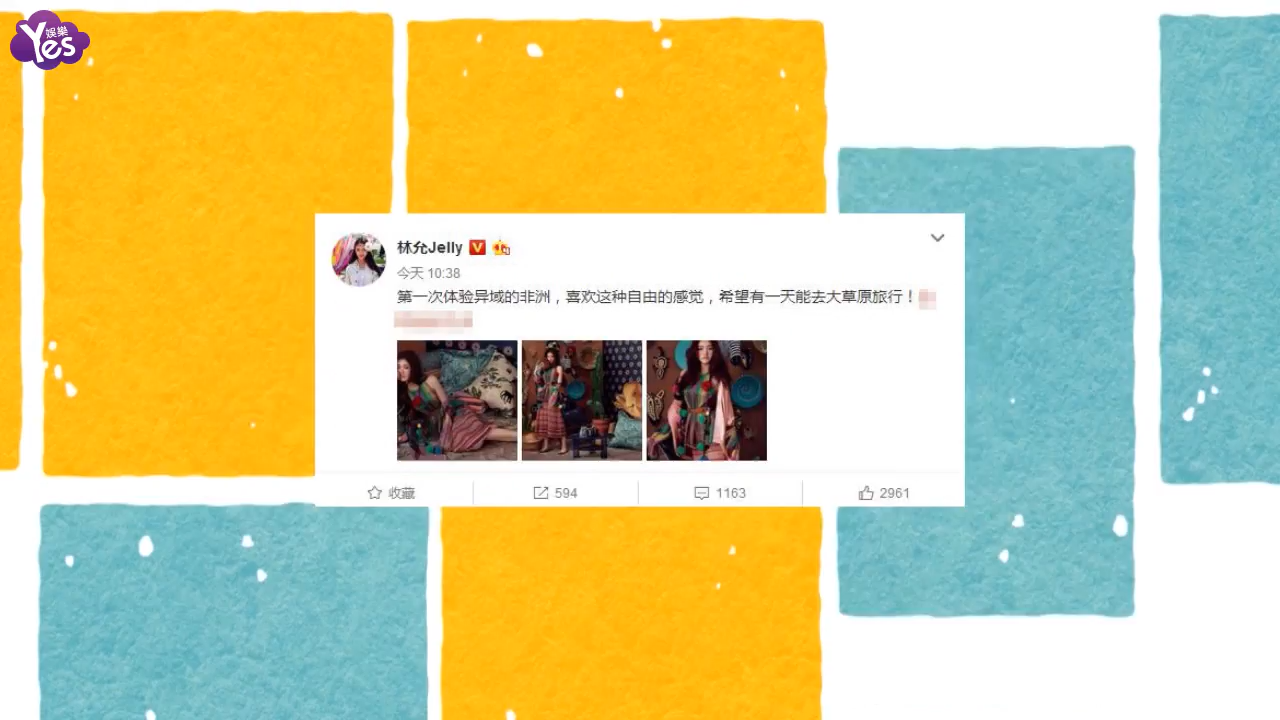 Yes 娱樂
林允Jelly
今天 10:38
第一次体验异域的非洲，喜欢这种自由的感觉，希望有一天能去大草原旅行！
收藏
594
1163
2961